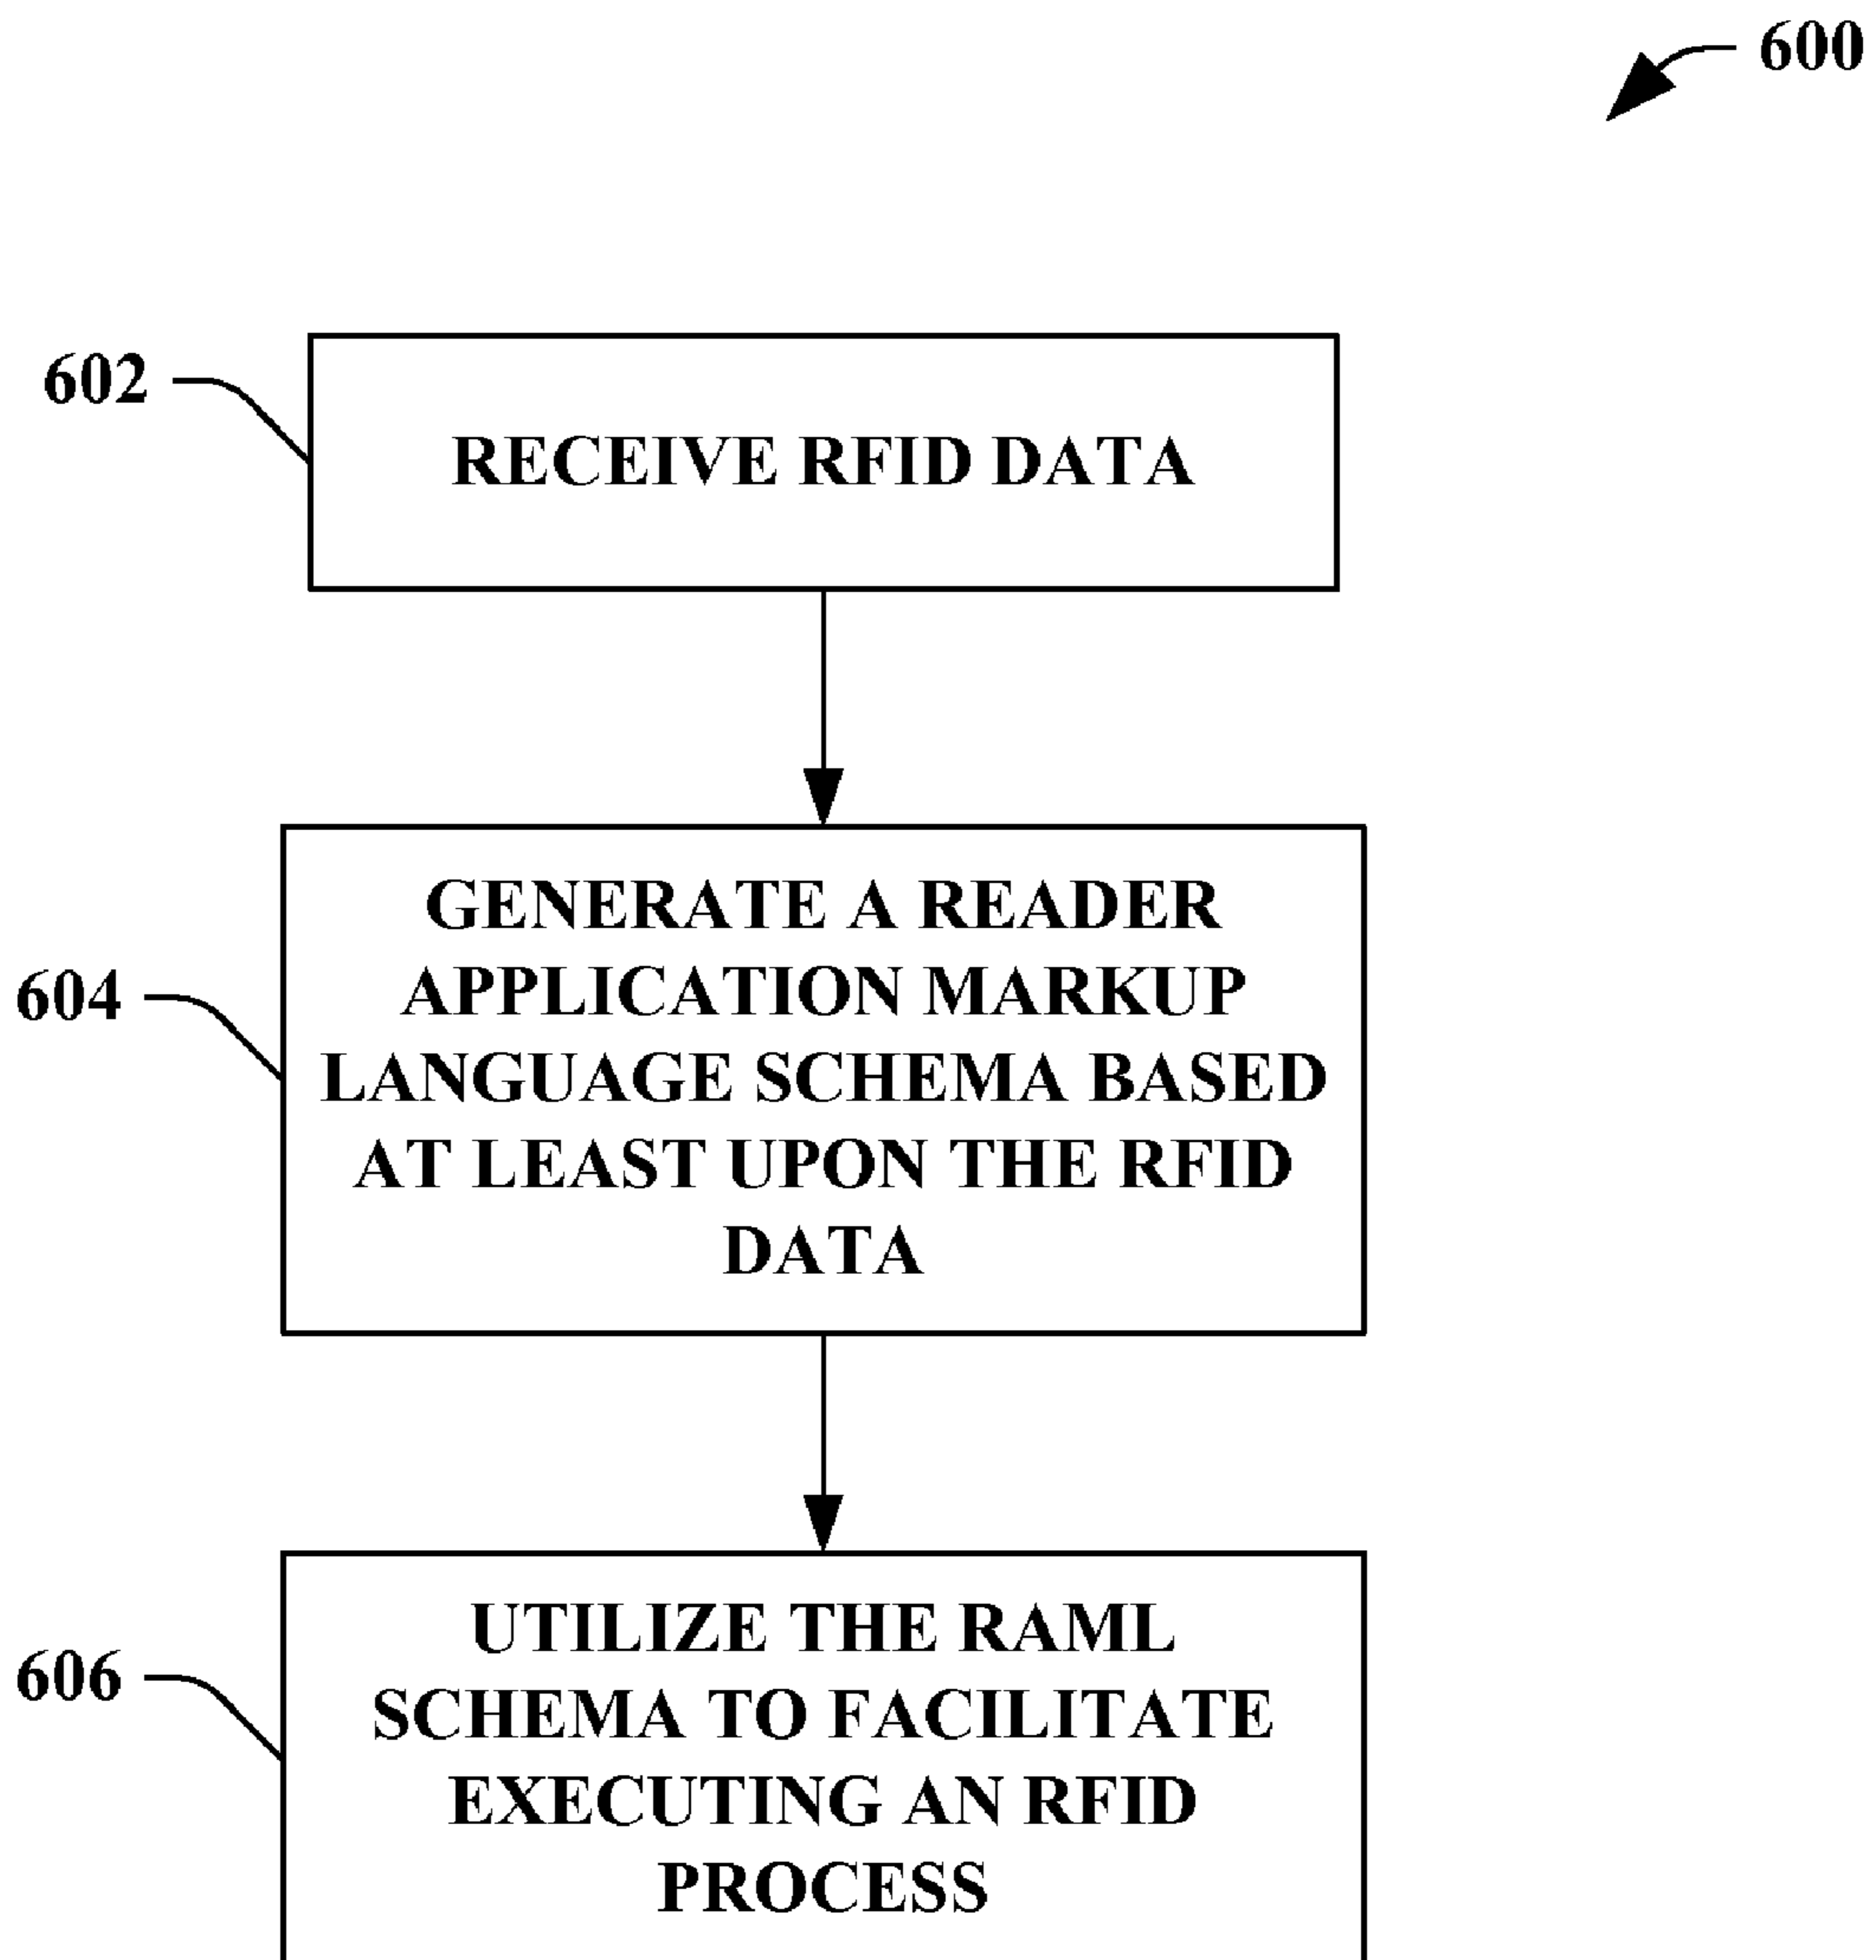 600
602
RECEIVE RFID DATA
604
GENERATE A READER
APPLICATION MARKUP
LANGUAGE SCHEMA BASED
AT LEAST UPON THE RFID
DATA
606
UTILIZE THE RAML
SCHEMA TO FACILITATE
EXECUTING AN RFID
PROCESS